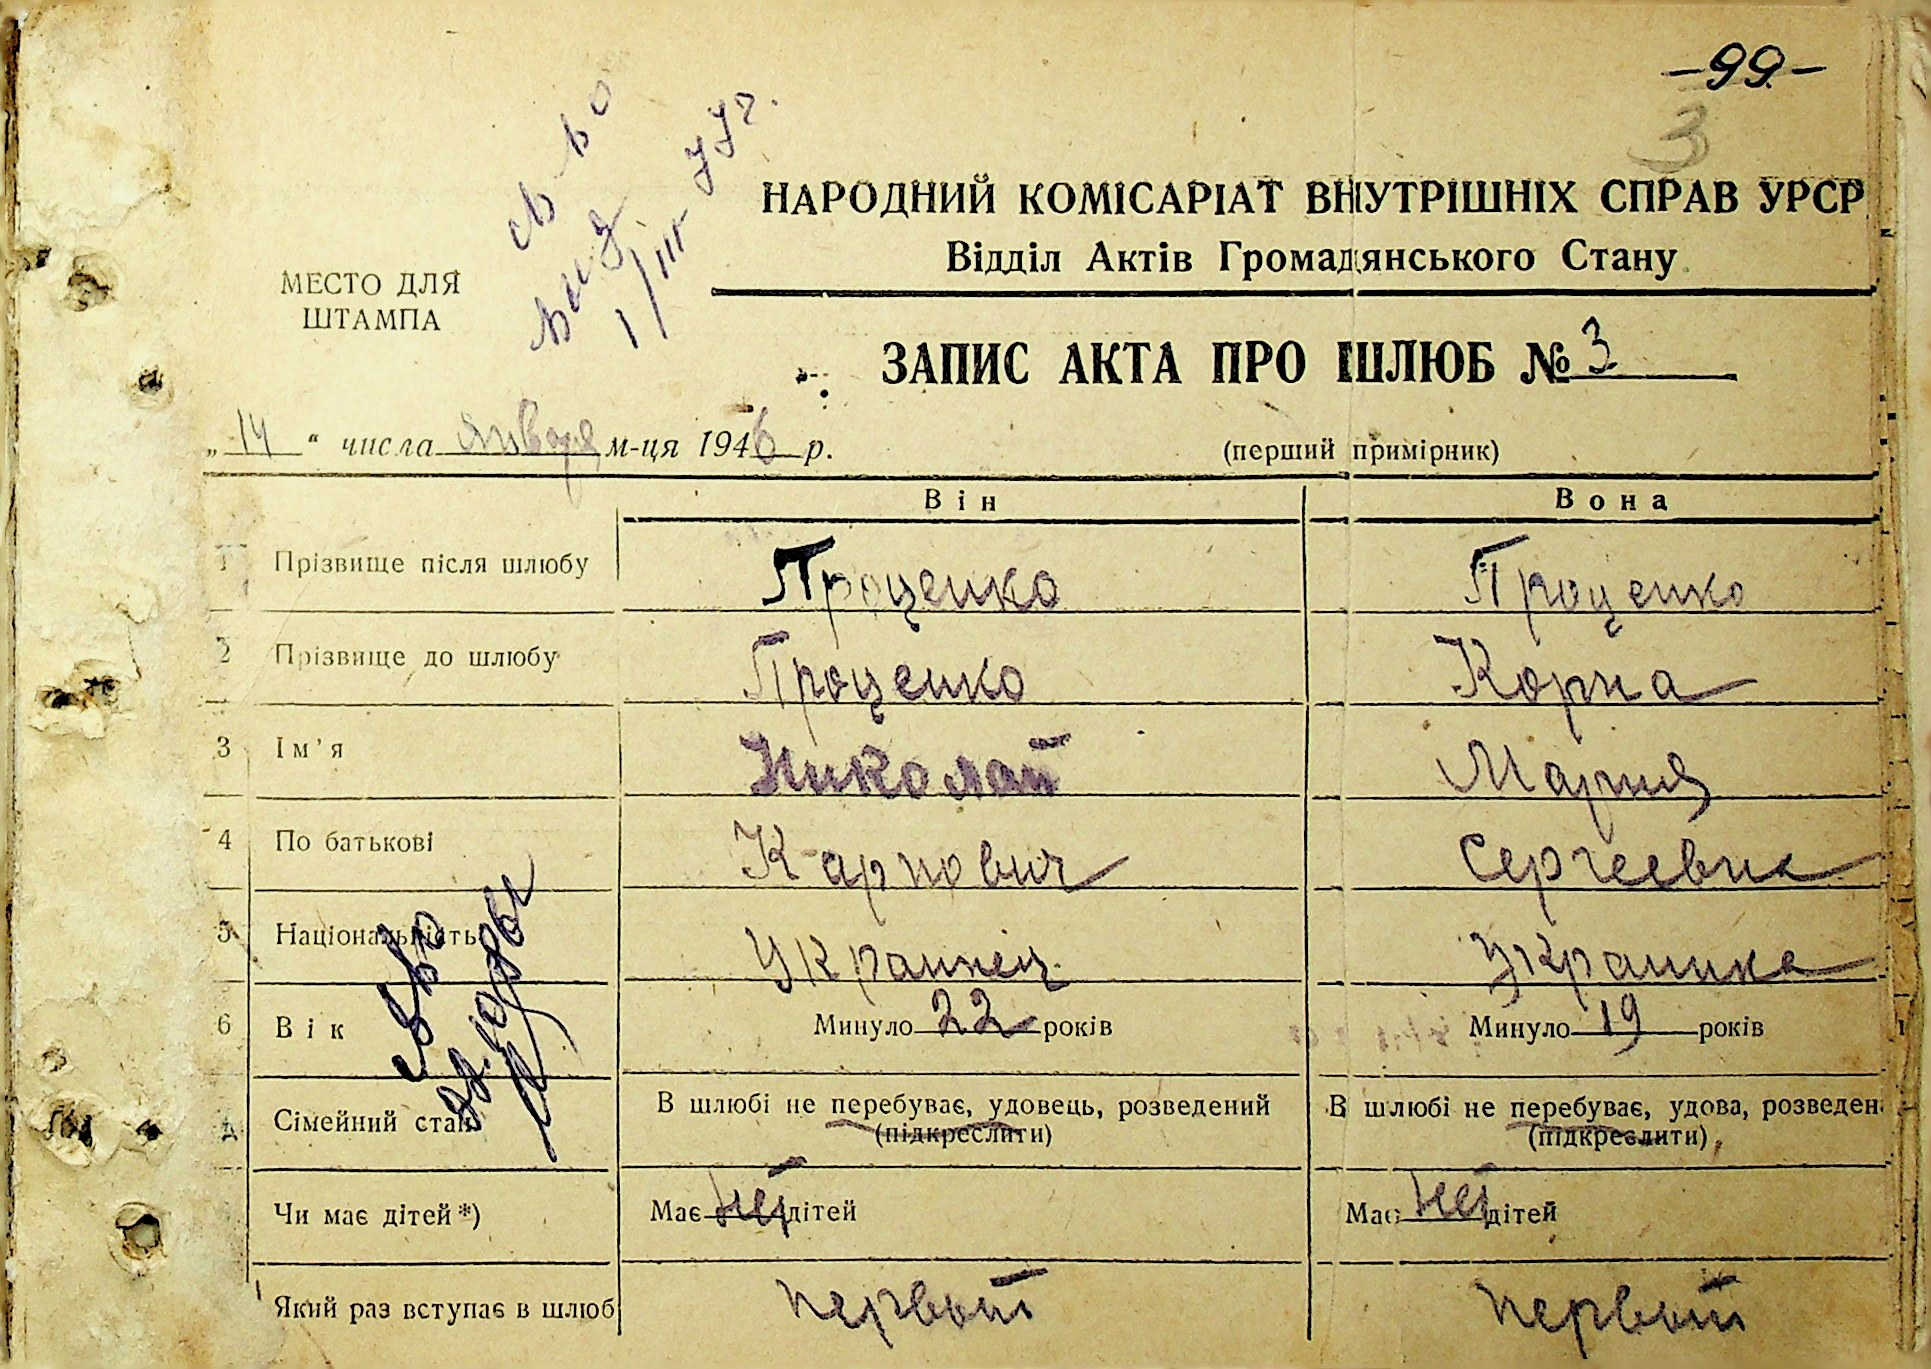 -99-
3
НАРОДНИЙ КОМІСАРІАТ ВНУТРІШНІХ СПРАВ УРСР
Відділ Актів Громадянського Стану
МЕСТО ДЛЯ
ШТАМПА
ЗАПИС АКТА ПРО ШЛЮБ № 3
„14“ числа января м-ця 1946 р.
(перший примірник)
Він Вона
1 Прізвище після шлюбу Проценко Проценко
2 Прізвище до шлюбу Проценко Корна
3 Ім’я Николай Мария
4 По батькові Карпович Сергеевна
5 Національність Украинец Украинка
6 Вік Минуло 22 років Минуло 19 років
Сімейний стан В шлюбі не перебуває, удовець, розведений В шлюбі не перебуває, удова, розведен
(підкреслити) (підкреслити)
Чи має дітей*) Має нет дітей Має нет дітей
Який раз вступає в шлюб первый первый